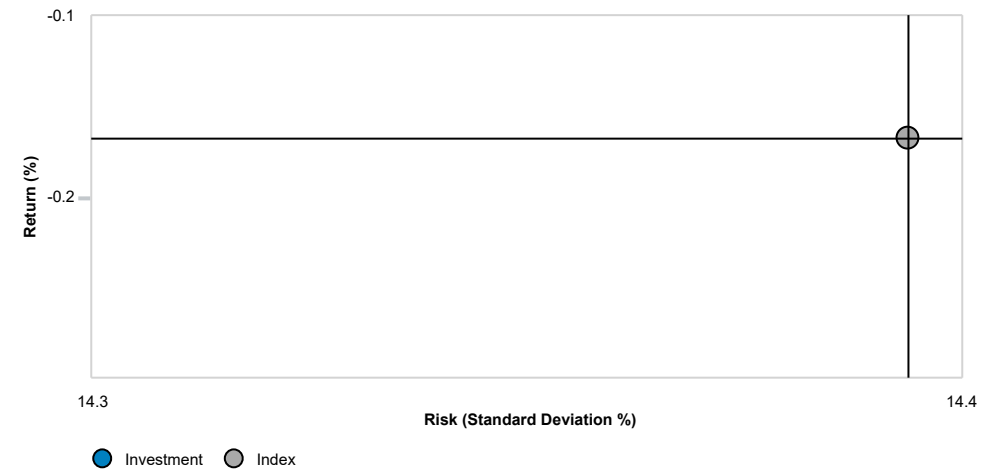 -0.1
Return (%)
-0.2
14.3
14.4
Risk (Standard Deviation %)
Investment
Index